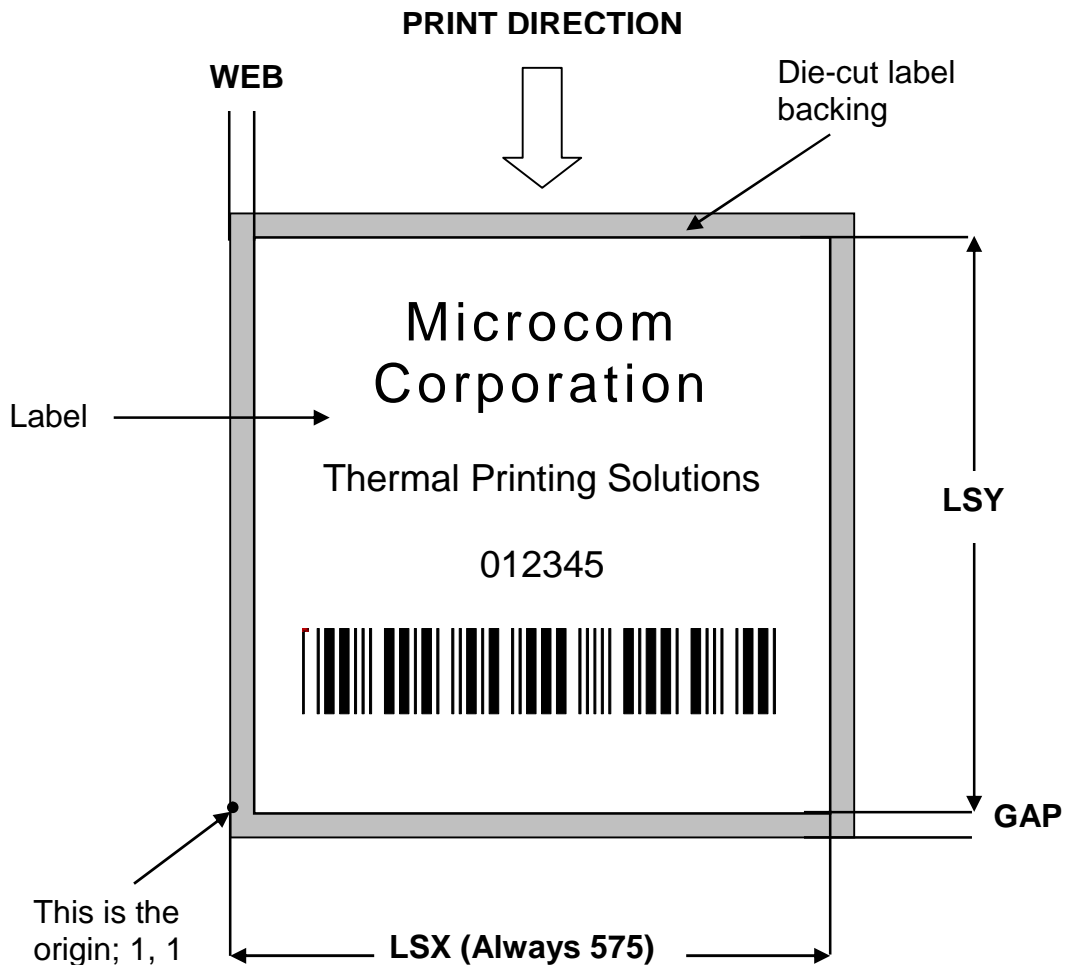 PRINT DIRECTION
WEB
Die-cut label
backing
Microcom
Corporation
Label
Thermal Printing Solutions
LSY
012345
GAP
This is the
origin; 1, 1
LSX (Always 575)